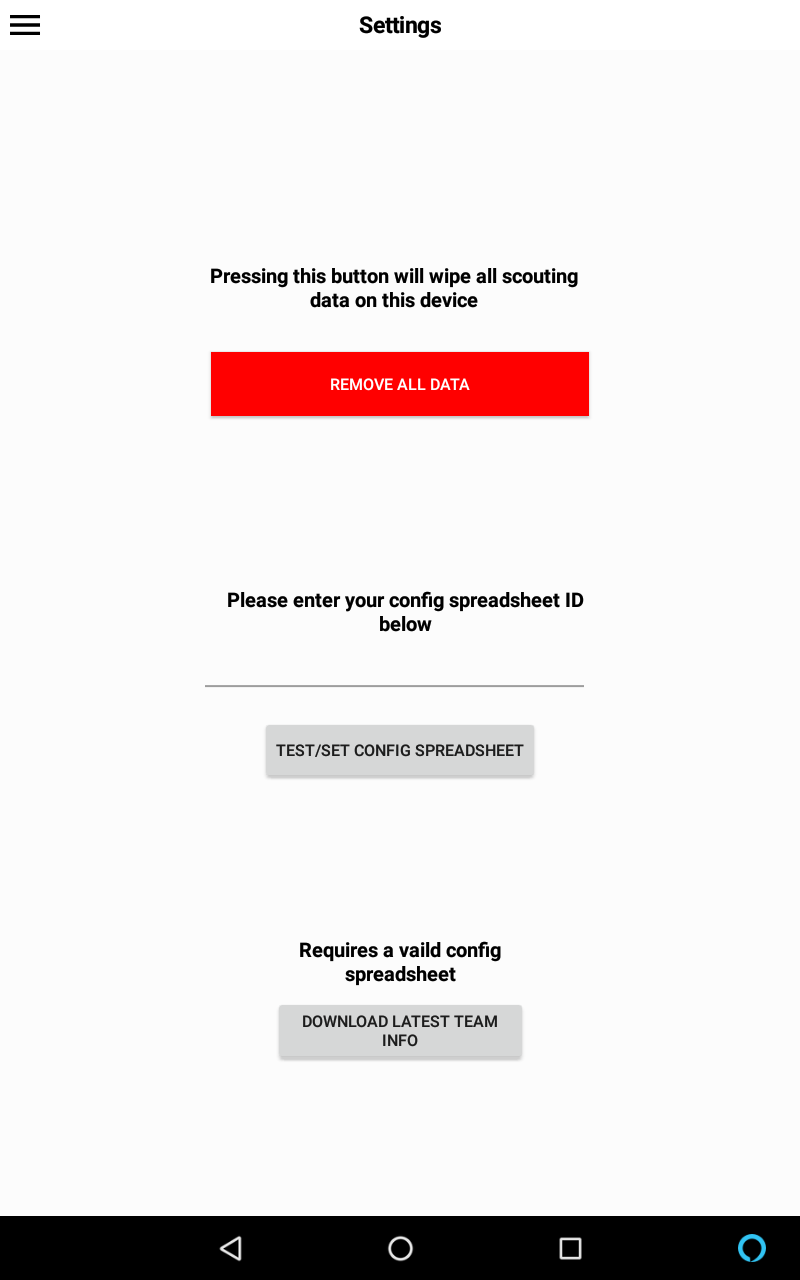 Settings
Pressing this button will wipe all scouting
data on this device
REMOVE ALL DATA
Please enter your config spreadsheet ID
below
TEST/SET CONFIG SPREADSHEET
Requires a vaild config
spreadsheet
DOWNLOAD LATEST TEAM
INFO